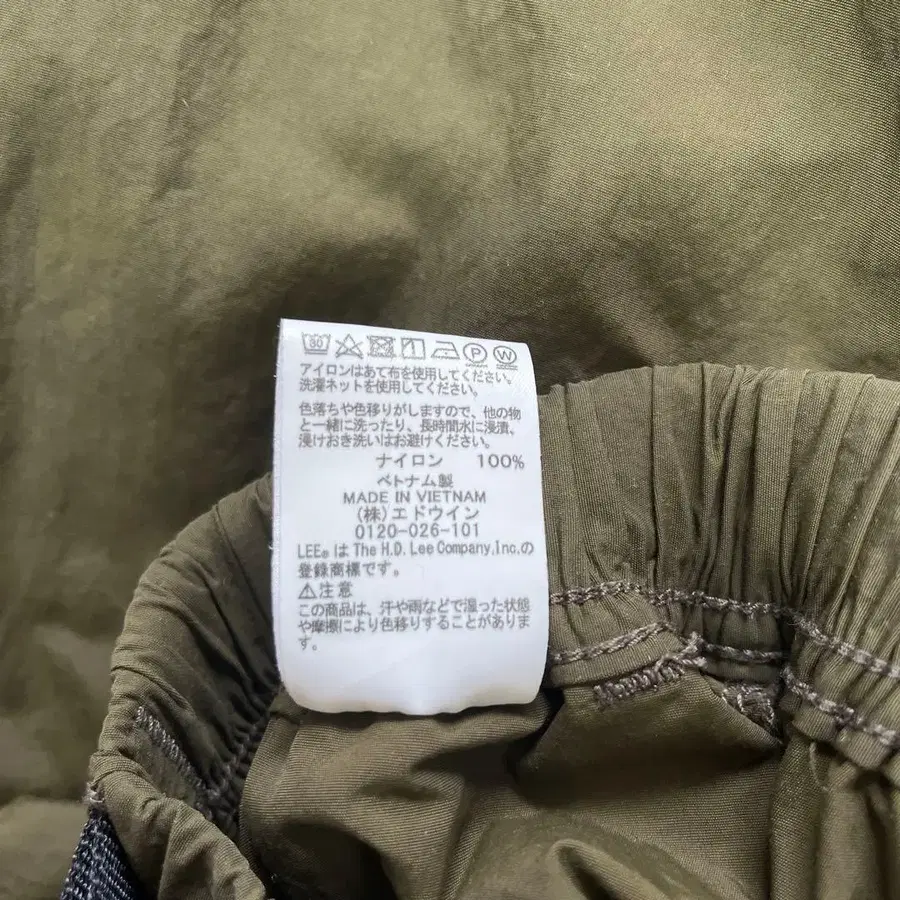 30 P W
アイロンはあて布を使用してください。
洗濯ネットを使用してください。
色落ちや色移りがしますので、他の物
と一緒に洗ったり、長時間水に浸漬、
浸けおき洗いはお避けください。
ナイロン 100%
ベトナム製
MADE IN VIETNAM
(株)エドウイン
0120-026-101
LEE® は The H.D. Lee Company,Inc.の
登録商標です。
⚠注意
この商品は、汗や雨などで湿った状態
や摩擦により色移りすることがありま
す。